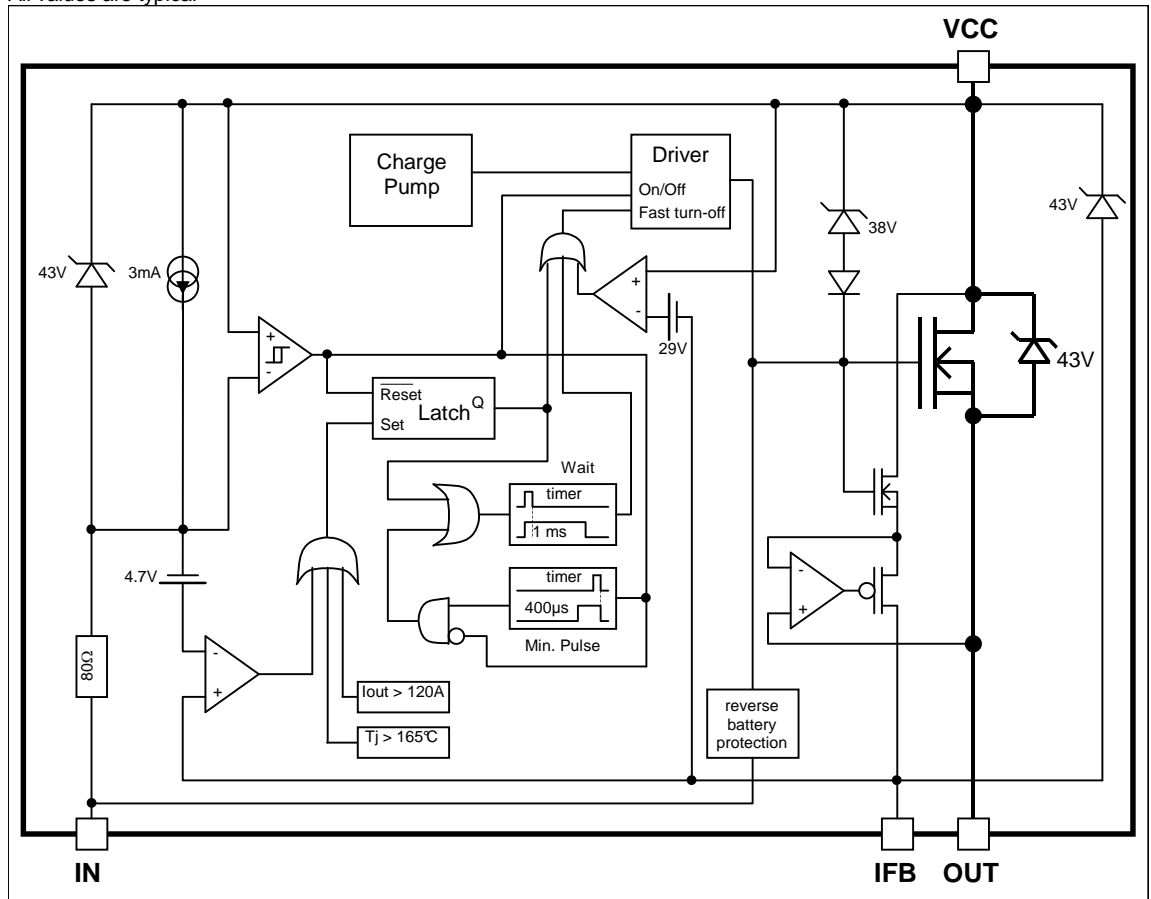 All values are typical
VCC
Charge
Pump
Driver
On/Off
Fast turn-off
43V
3mA
38V
43V
+
-
29V
43V
+
-
Reset
Latch
Q
Set
Wait
timer
1 ms
4.7V
timer
400µs
Min. Pulse
-
+
80Ω
-
+
Iout > 120A
Tj > 165°C
reverse
battery
protection
IN
IFB
OUT